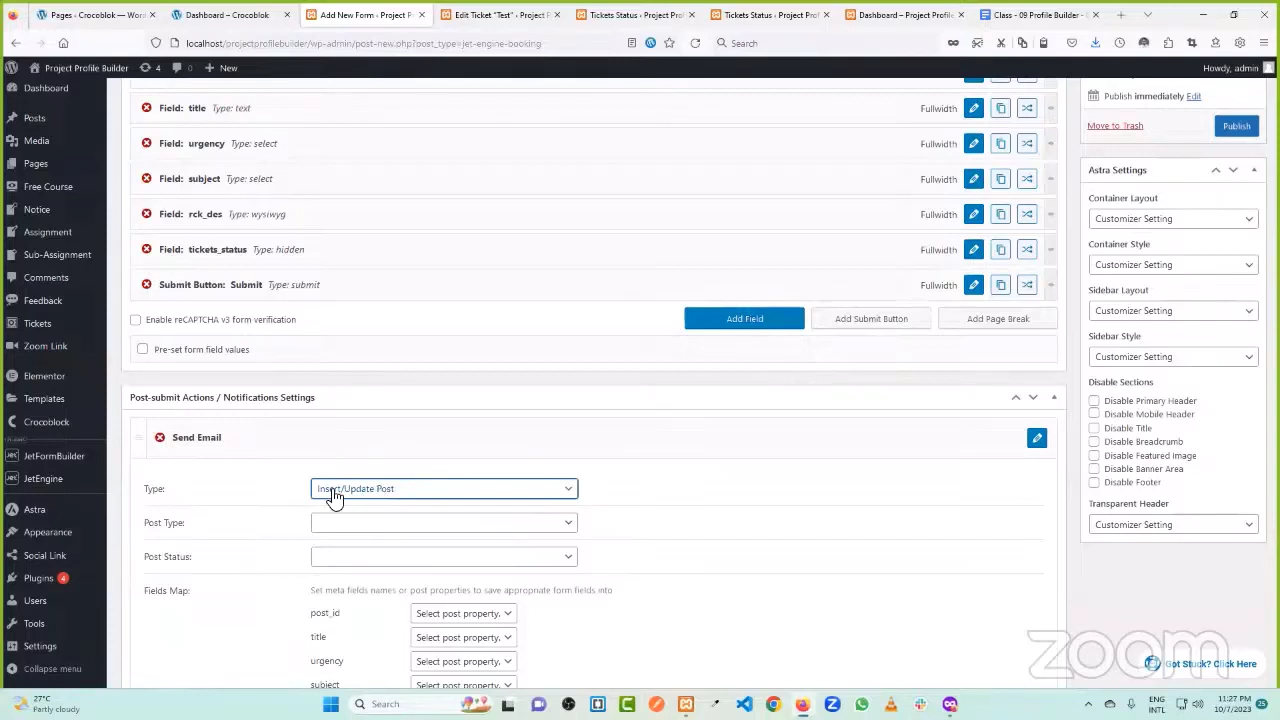 Pages ‹ Crocoblok — Wo
Dashboard – Crocoblok
Add New Form ‹ Project P
Edit Ticket "Test" ‹ Project P
Tickets Status ‹ Project Pro
Tickets Status ‹ Project Pro
Dashboard ‹ Project Profile
Class - 09 Profile Builder -
localhost/projectprofilebuilder/wp-admin/post-new.php?post_type=jet-engine-booking
Search
Project Profile Builder
4
0
New
Howdy, admin
Dashboard
Posts
Media
Pages
Free Course
Notice
Assignment
Sub-Assignment
Comments
Feedback
Tickets
Zoom Link
Elementor
Templates
Crocoblock
JetFormBuilder
JetEngine
Astra
Appearance
Social Link
Plugins 4
Users
Tools
Settings
Collapse menu
Field: title Type: text
Fullwidth
Field: urgency Type: select
Fullwidth
Field: subject Type: select
Fullwidth
Field: rck_des Type: wysiwyg
Fullwidth
Field: tickets_status Type: hidden
Fullwidth
Submit Button: Submit Type: submit
Fullwidth
Enable reCAPTCHA v3 form verification
Add Field
Add Submit Button
Add Page Break
Pre-set form field values
Post-submit Actions / Notifications Settings
Send Email
Type:
Insert/Update Post
Post Type:
Post Status:
Fields Map:
Set meta fields names or post properties to save appropriate form fields into
post_id
Select post property.
title
Select post property.
urgency
Select post property.
subject
Select post property.
Publish immediately Edit
Move to Trash
Publish
Astra Settings
Container Layout
Customizer Setting
Container Style
Customizer Setting
Sidebar Layout
Customizer Setting
Sidebar Style
Customizer Setting
Disable Sections
Disable Primary Header
Disable Mobile Header
Disable Title
Disable Breadcrumb
Disable Featured Image
Disable Banner Area
Disable Footer
Transparent Header
Customizer Setting
zoom
Got Stuck? Click Here
27°C
Partly cloudy
Search
ENG
INTL
11:27 PM
10/7/2023